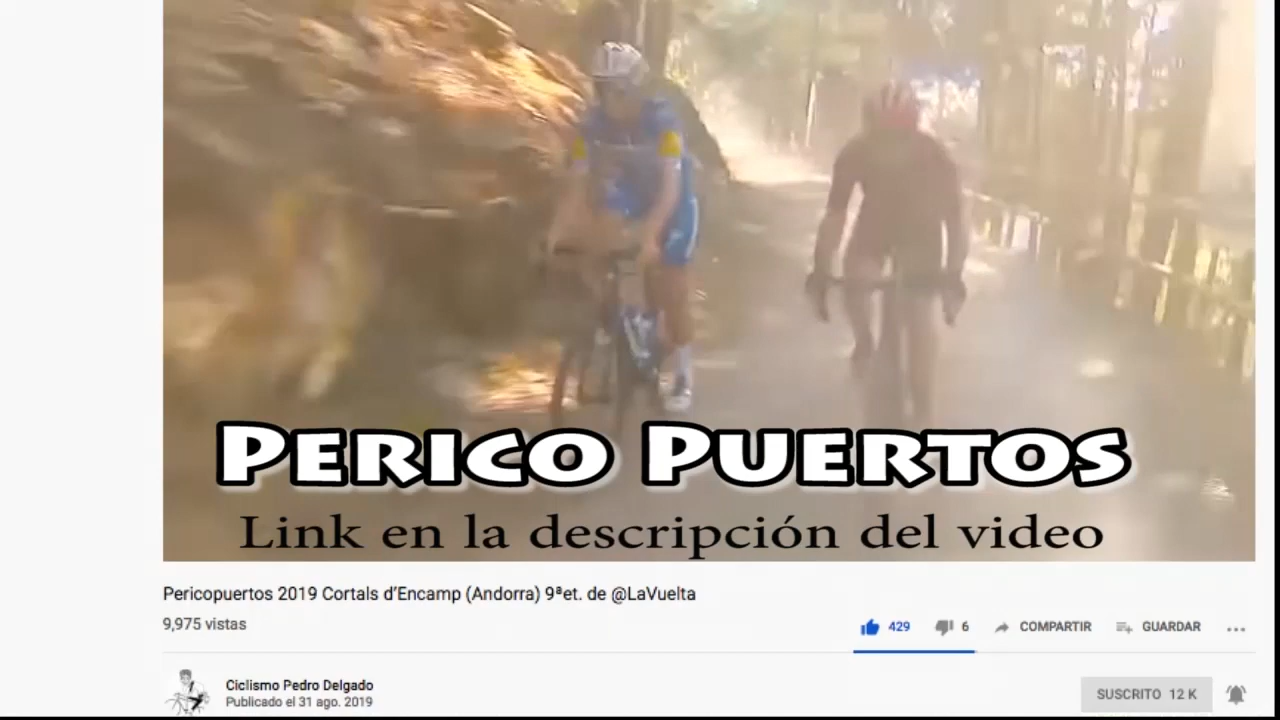 PERICO PUERTOS
Link en la descripción del video
Pericopuertos 2019 Cortals d’Encamp (Andorra) 9ªet. de @LaVuelta
9,975 vistas
429 6 COMPARTIR GUARDAR ...
Ciclismo Pedro Delgado
Publicado el 31 ago. 2019
SUSCRITO 12 K